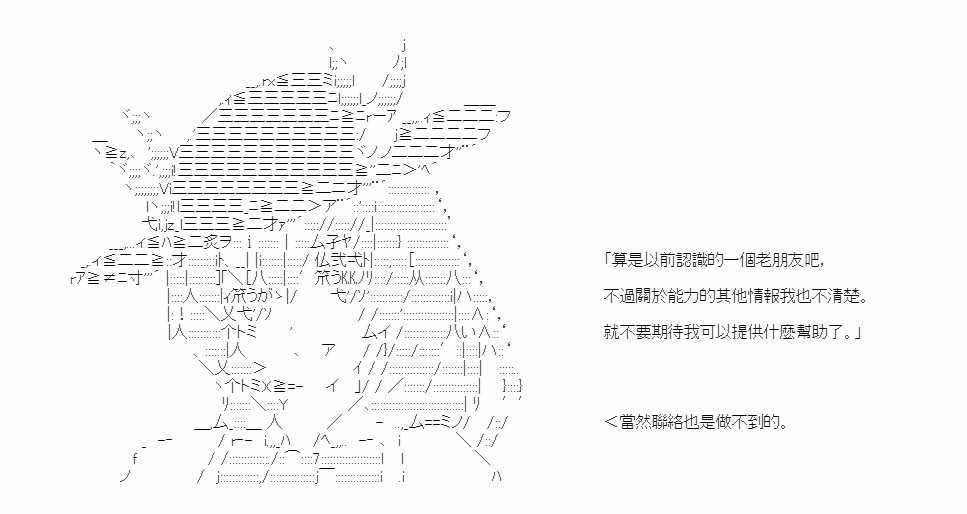 「算是以前認識的一個老朋友吧，
不過關於能力的其他情報我也不清楚。
就不要期待我可以提供什麼幫助了。」
＜當然聯絡也是做不到的。